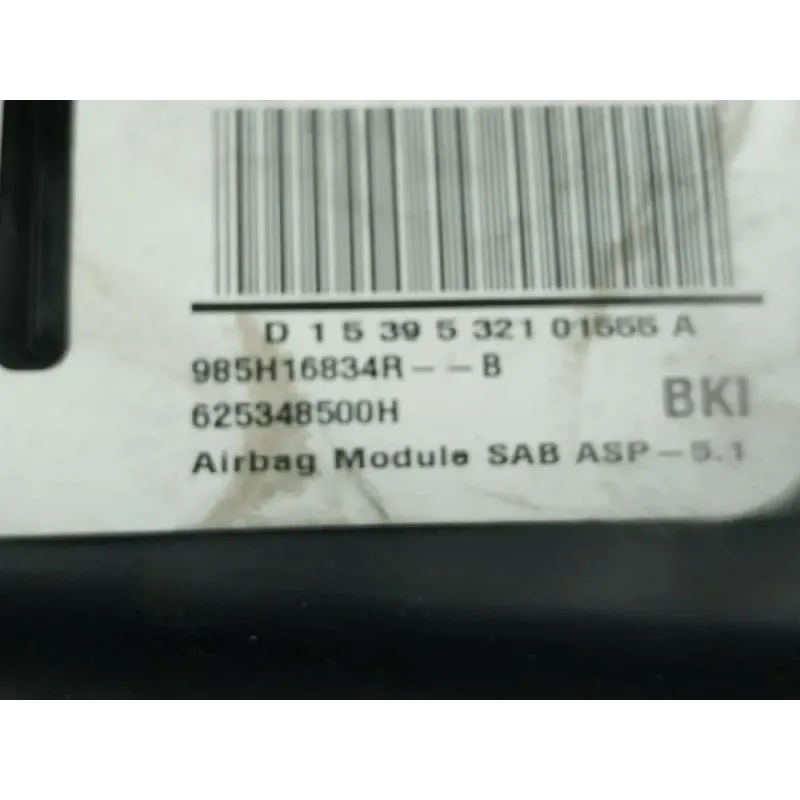 D 1 5 39 5 321 01555 A
985H16834R-- B
625348500H
BKI
Airbag Module SAB ASP-5.1